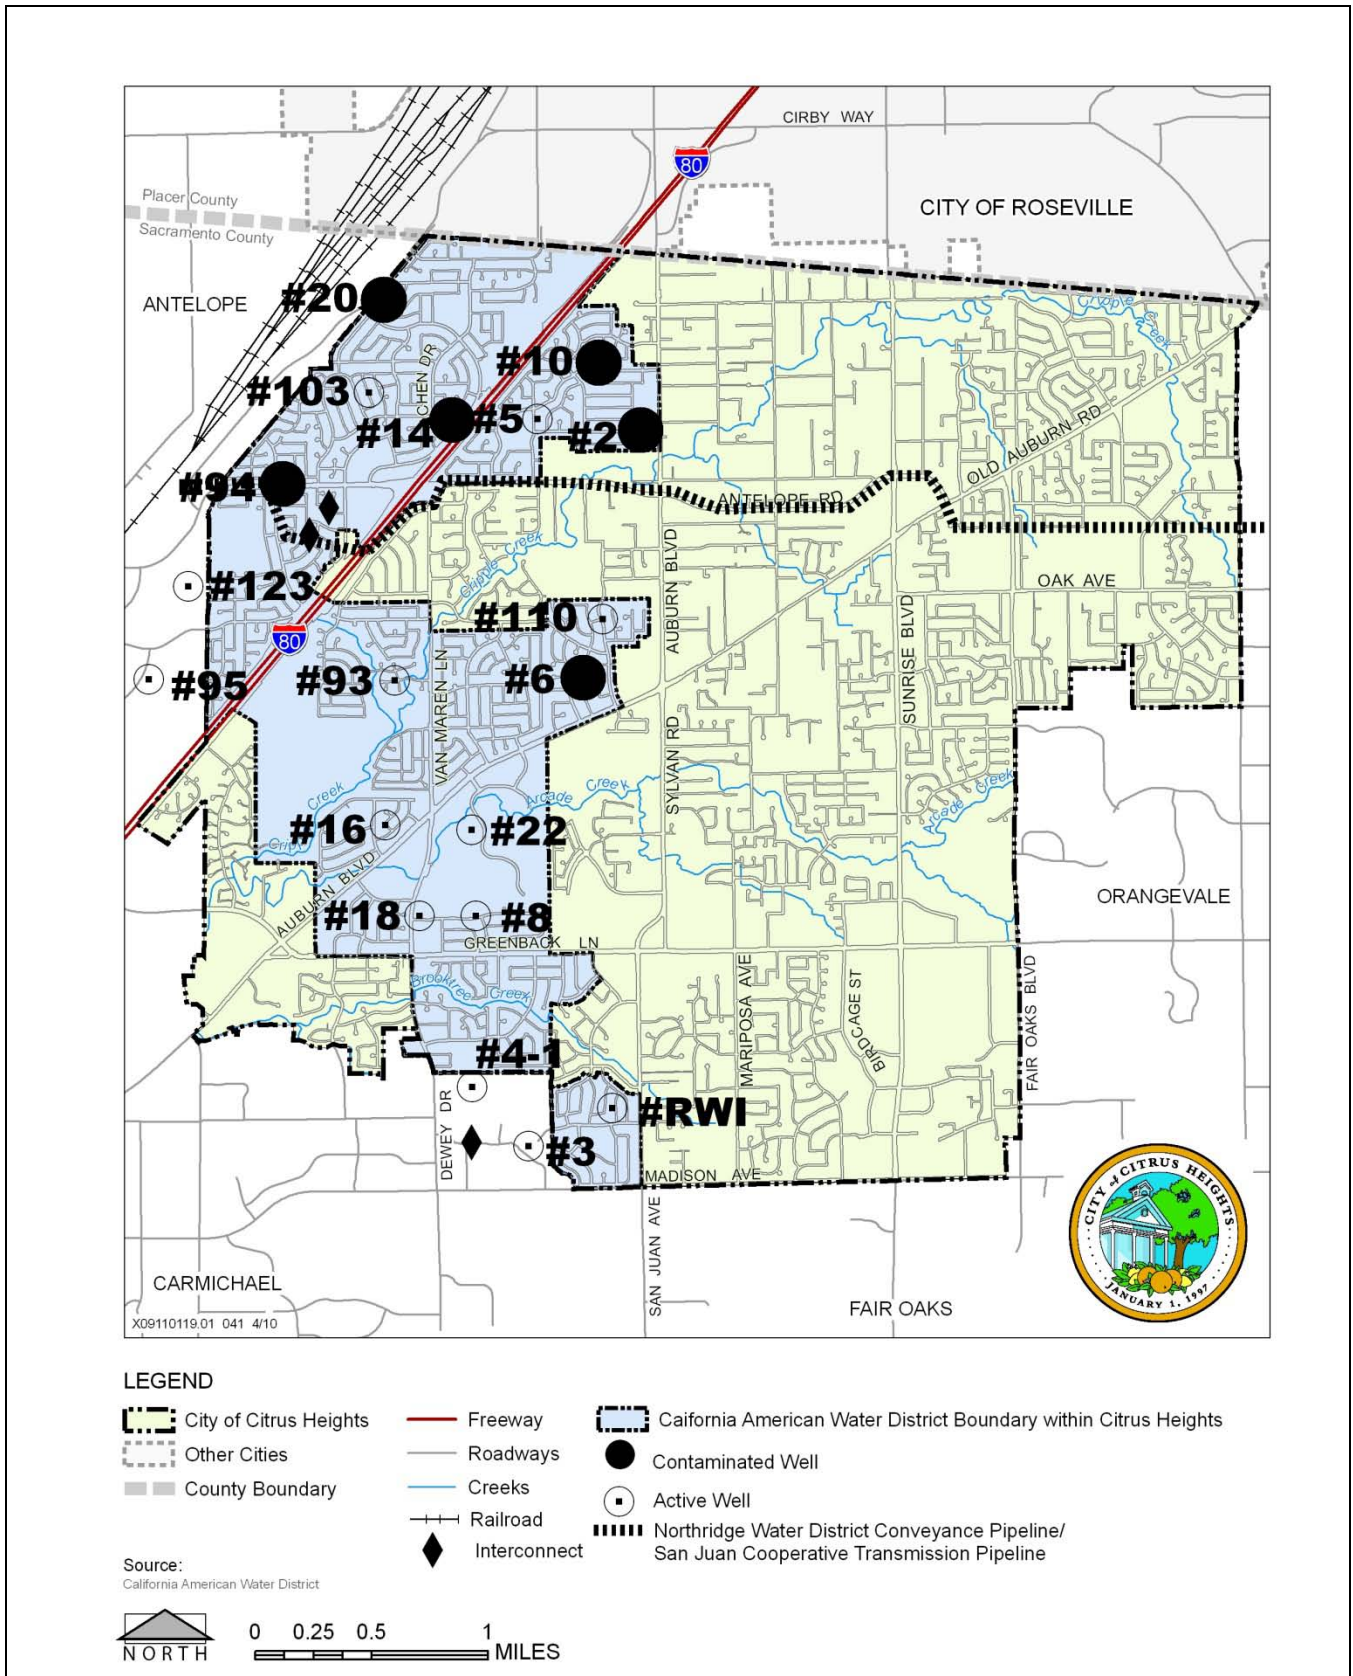 CIRBY WAY
80
Placer County
CITY OF ROSEVILLE
Sacramento County
ANTELOPE
#20
Cripple
Creek
#10
CHEN DR
#103
#14
#5
#2
OLD AUBURN RD
#94
ANTELOPE RD
Cripple Creek
AUBURN BLVD
OAK AVE
#123
#110
SUNRISE BLVD
80
VAN MAREN LN
#95
#93
#6
SYLVAN RD
Arcade Creek
Arcade Creek
Creek
#16
#22
AUBURN BLVD
ORANGEVALE
#18
#8
GREENBACK LN
Brooktree Creek
MARIPOSA AVE
BIRDCAGE ST
FAIR OAKS BLVD
#4-1
DEWEY DR
#RWI
#3
MADISON AVE
SAN JUAN AVE
CITY of CITRUS HEIGHTS
JANUARY 1, 1997
CARMICHAEL
FAIR OAKS
X09110119.01 041 4/10
LEGEND
City of Citrus Heights
Other Cities
County Boundary
Freeway
Roadways
Creeks
Railroad
Interconnect
Caifornia American Water District Boundary within Citrus Heights
Contaminated Well
Active Well
Northridge Water District Conveyance Pipeline/
San Juan Cooperative Transmission Pipeline
Source:
California American Water District
NORTH
0 0.25 0.5 1
MILES